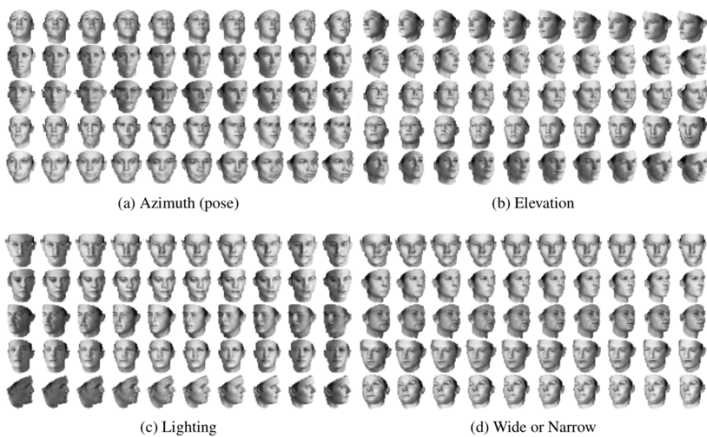 (a) Azimuth (pose)
(b) Elevation
(c) Lighting
(d) Wide or Narrow